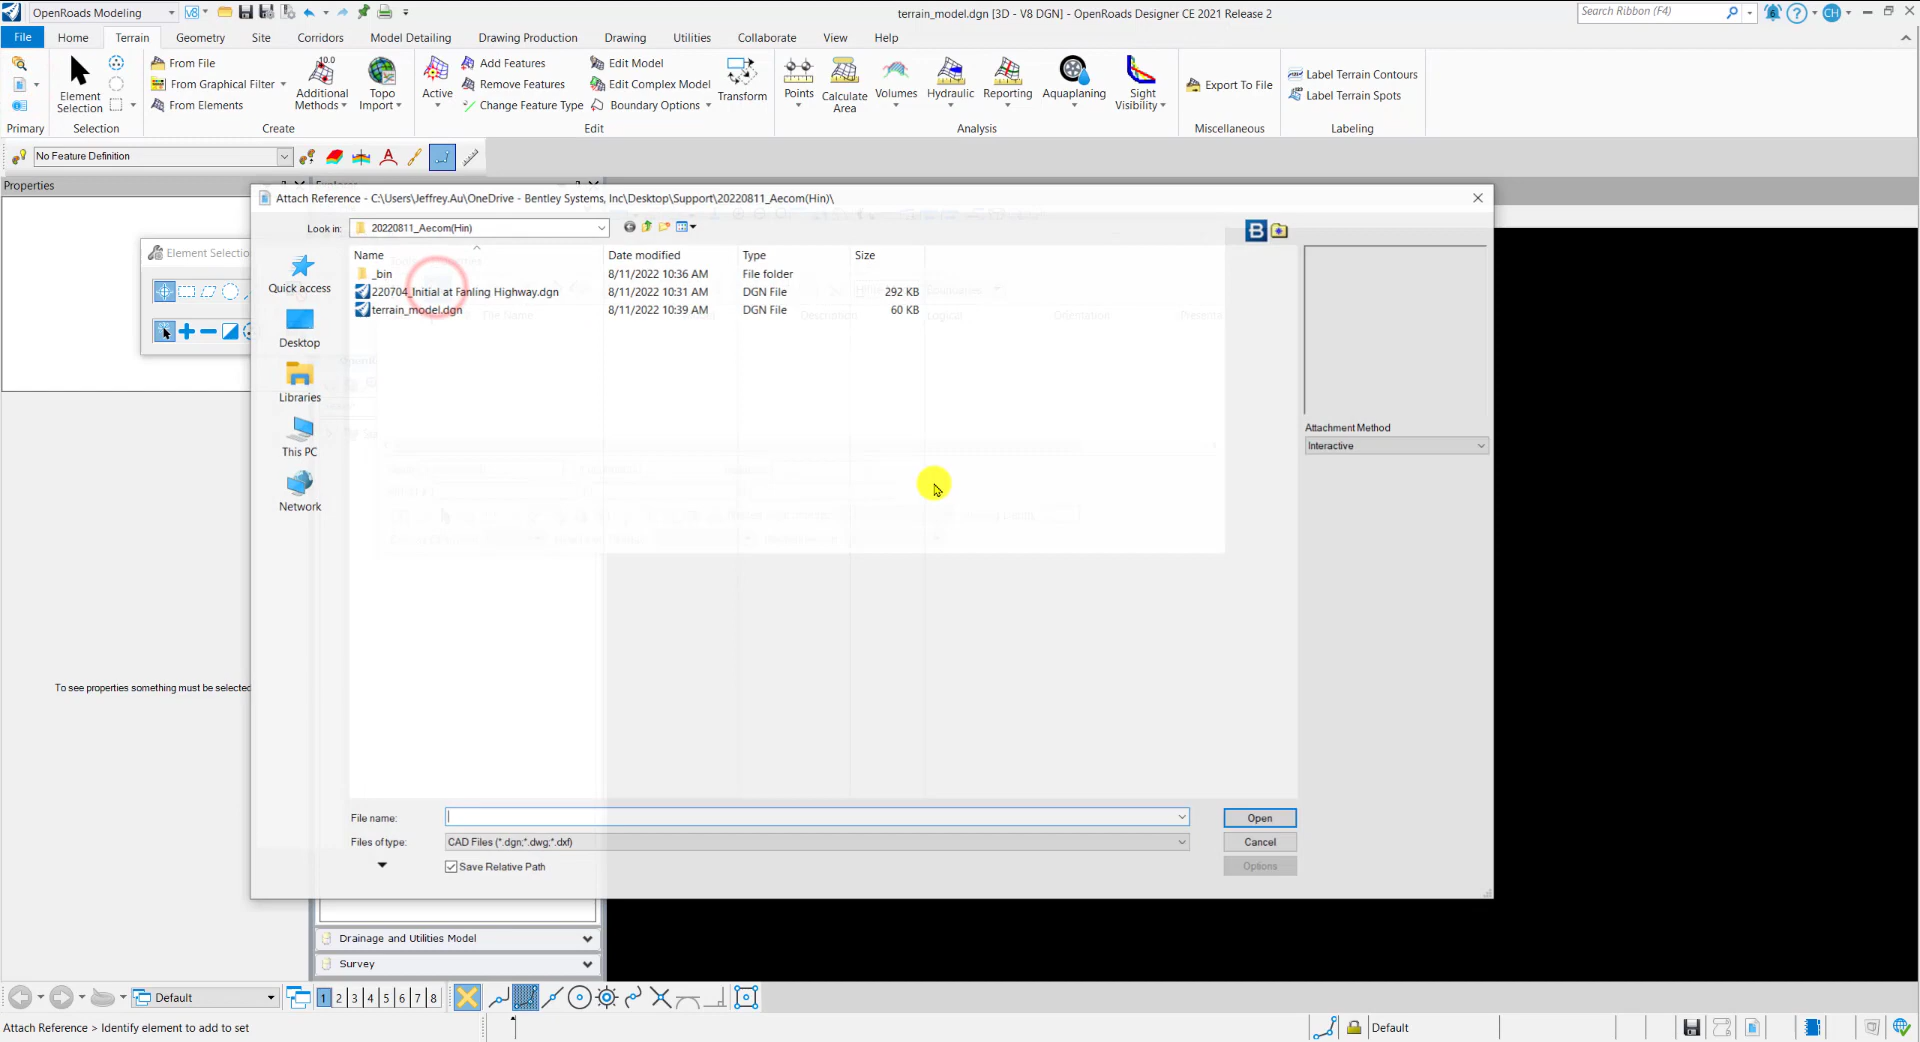 OpenRoads Modeling
V8
terrain_model.dgn [3D - V8 DGN] - OpenRoads Designer CE 2021 Release 2
Search Ribbon (F4)
CH
File
Home
Terrain
Geometry
Site
Corridors
Model Detailing
Drawing Production
Drawing
Utilities
Collaborate
View
Help
Element Selection
From File
From Graphical Filter
From Elements
Additional Methods
Topo Import
Active
Add Features
Remove Features
Change Feature Type
Edit Model
Edit Complex Model
Boundary Options
Transform
Points
Calculate Area
Volumes
Hydraulic
Reporting
Aquaplaning
Sight Visibility
Export To File
Label Terrain Contours
Label Terrain Spots
Primary
Selection
Create
Edit
Analysis
Miscellaneous
Labeling
No Feature Definition
Properties
Attach Reference - C:\Users\Jeffrey.Au\OneDrive - Bentley Systems, Inc\Desktop\Support\20220811_Aecom(Hin)\
Look in:
20220811_Aecom(Hin)
Element Selectio
Name
Date modified
Type
Size
_bin
8/11/2022 10:36 AM
File folder
220704_Initial at Fanling Highway.dgn
8/11/2022 10:31 AM
DGN File
292 KB
terrain_model.dgn
8/11/2022 10:39 AM
DGN File
60 KB
File Name
Description
Logical
Orientation
Presenta
Quick access
Desktop
Libraries
This PC
Network
Attachment Method
Interactive
To see properties something must be selected
File name:
Open
Files of type:
CAD Files (*.dgn;*.dwg;*.dxf)
Cancel
Save Relative Path
Options
Drainage and Utilities Model
Survey
Default
1 2 3 4 5 6 7 8
Attach Reference > Identify element to add to set
Default